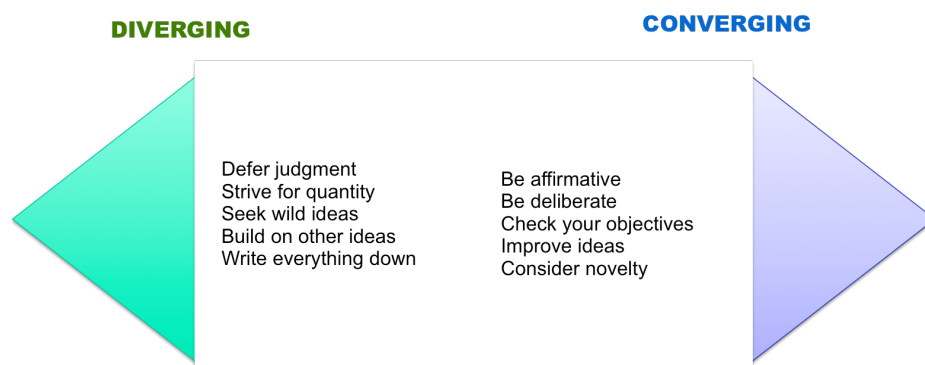 DIVERGING
CONVERGING
Defer judgment
Strive for quantity
Seek wild ideas
Build on other ideas
Write everything down
Be affirmative
Be deliberate
Check your objectives
Improve ideas
Consider novelty